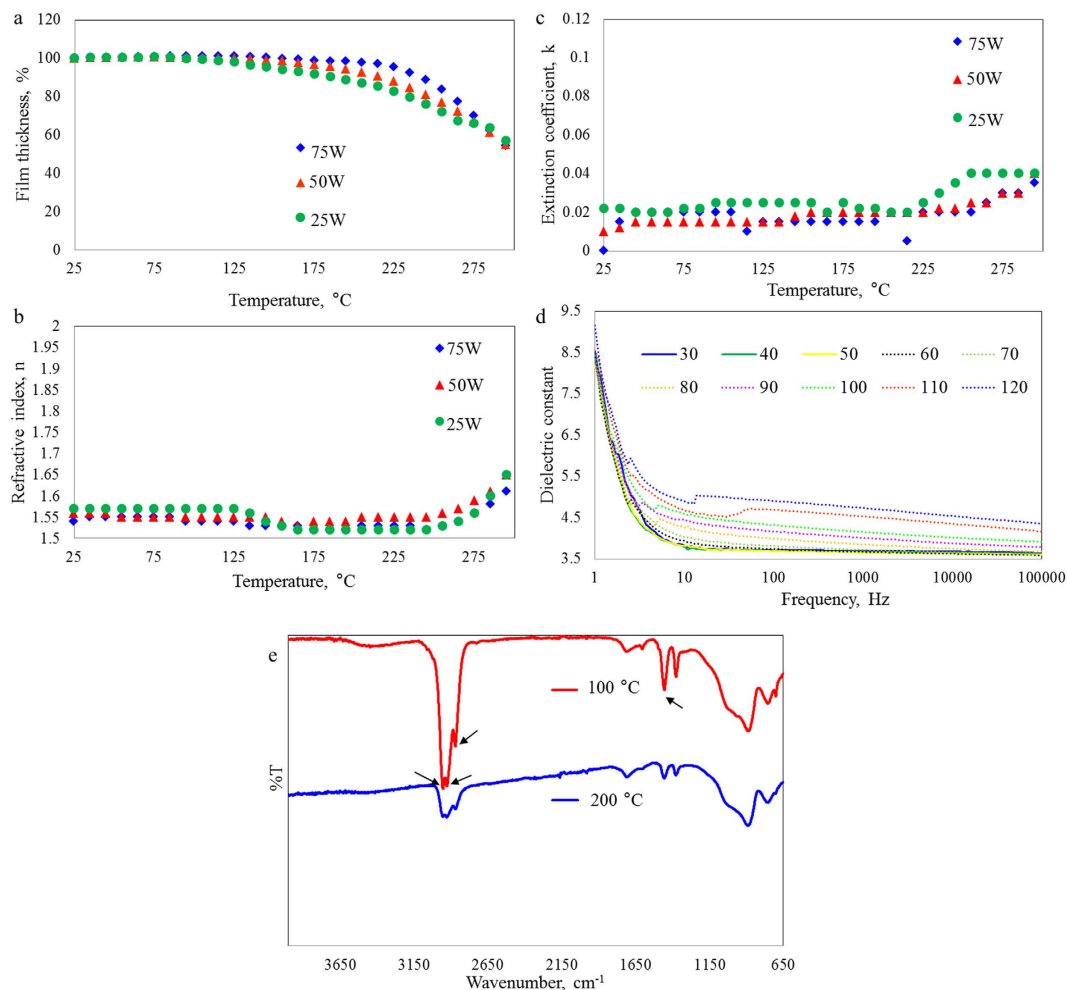 a
Film thickness, %
120
100
80
60
40
20
0
75W
50W
25W
25 75 125 175 225 275
Temperature, °C
c
Extinction coefficient, k
0.12
0.1
0.08
0.06
0.04
0.02
0
75W
50W
25W
25 75 125 175 225 275
Temperature, °C
b
Refractive index, n
2
1.95
1.9
1.85
1.8
1.75
1.7
1.65
1.6
1.55
1.5
75W
50W
25W
25 75 125 175 225 275
Temperature, °C
d
Dielectric constant
9.5
8.5
7.5
6.5
5.5
4.5
3.5
30 40 50 60 70
80 90 100 110 120
1 10 100 1000 10000 100000
Frequency, Hz
e
%T
100 °C
200 °C
3650 3150 2650 2150 1650 1150 650
Wavenumber, cm-1